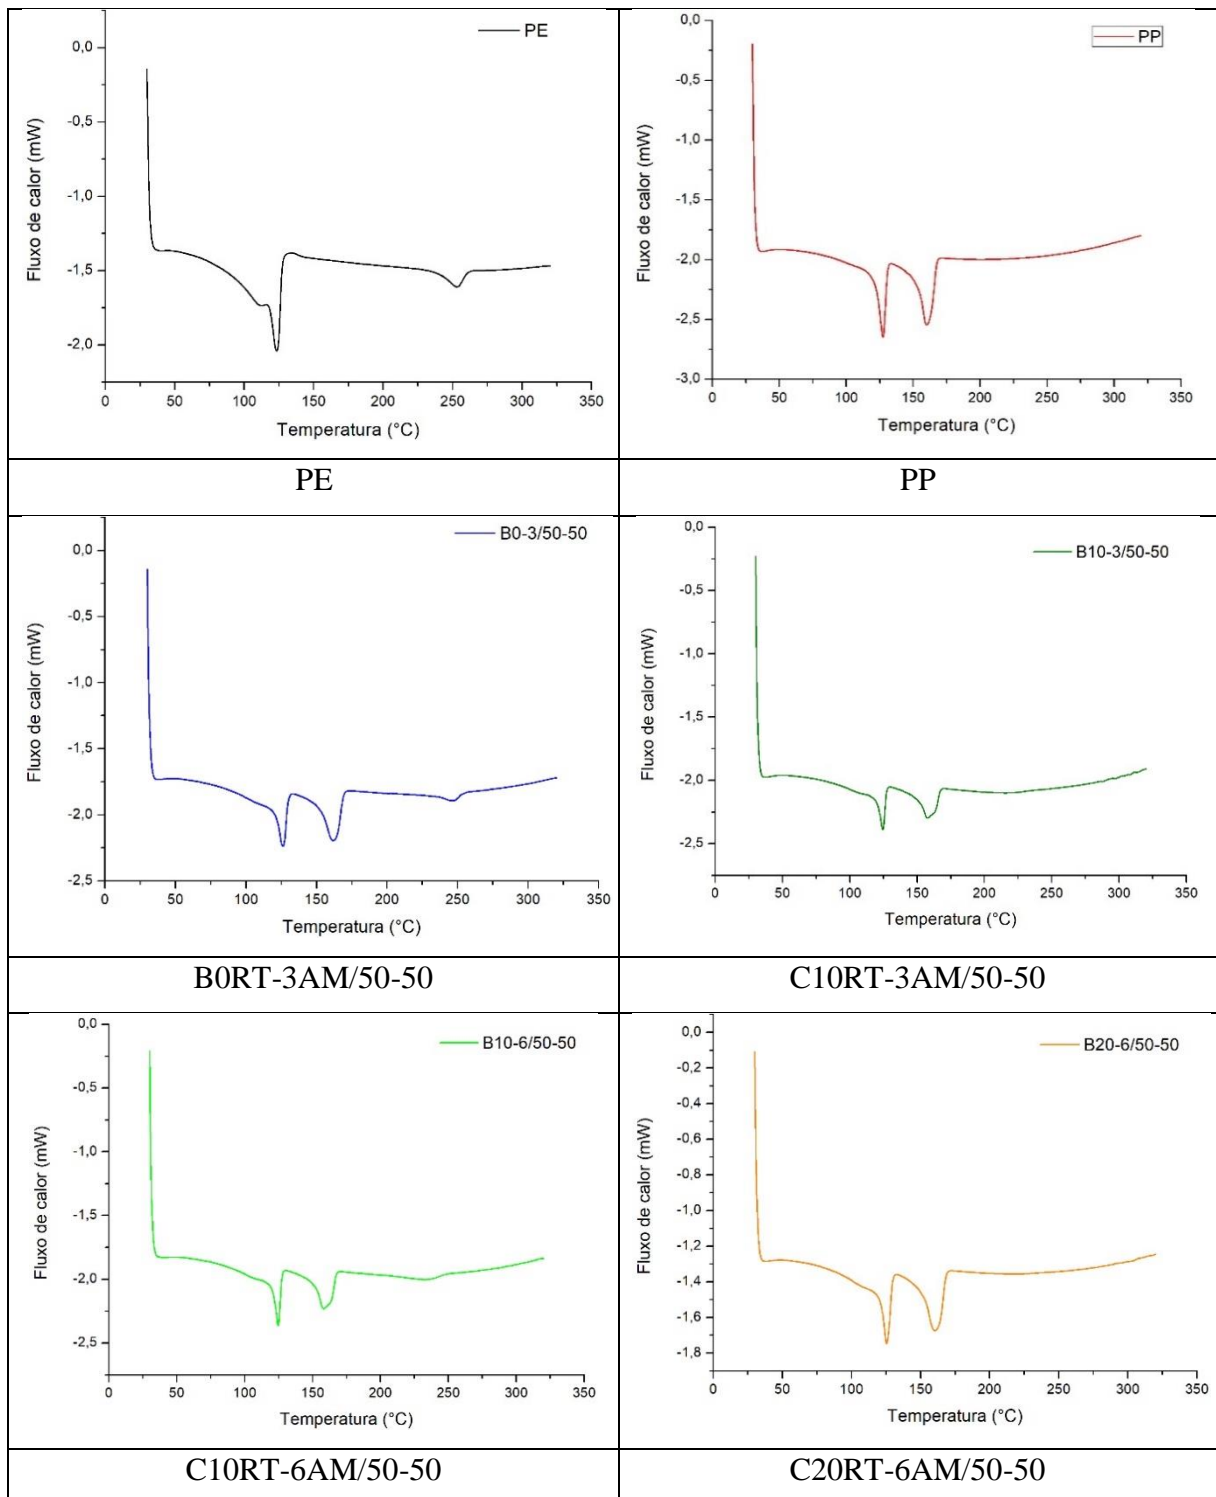 PE
0,0
-0,5
-1,0
-1,5
-2,0
Fluxo de calor (mW)
0 50 100 150 200 250 300 350
Temperatura (°C)
PE
PP
0,0
-0,5
-1,0
-1,5
-2,0
-2,5
-3,0
Fluxo de calor (mW)
0 50 100 150 200 250 300 350
Temperatura (°C)
PP
B0-3/50-50
0,0
-0,5
-1,0
-1,5
-2,0
-2,5
Fluxo de calor (mW)
0 50 100 150 200 250 300 350
Temperatura (°C)
B0RT-3AM/50-50
B10-3/50-50
0,0
-0,5
-1,0
-1,5
-2,0
-2,5
Fluxo de calor (mW)
0 50 100 150 200 250 300 350
Temperatura (°C)
C10RT-3AM/50-50
B10-6/50-50
0,0
-0,5
-1,0
-1,5
-2,0
-2,5
Fluxo de calor (mW)
0 50 100 150 200 250 300 350
Temperatura (°C)
C10RT-6AM/50-50
B20-6/50-50
0,0
-0,2
-0,4
-0,6
-0,8
-1,0
-1,2
-1,4
-1,6
-1,8
Fluxo de calor (mW)
0 50 100 150 200 250 300 350
Temperatura (°C)
C20RT-6AM/50-50